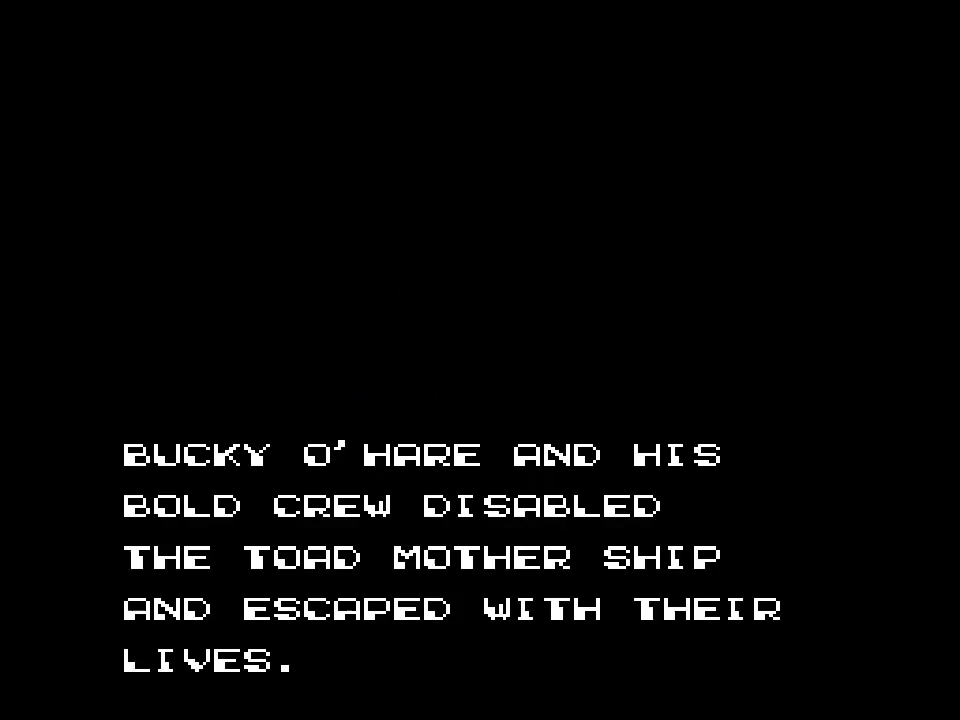 BUCKY O'HARE AND HIS
BOLD CREW DISABLED
THE TOAD MOTHER SHIP
AND ESCAPED WITH THEIR
LIVES.